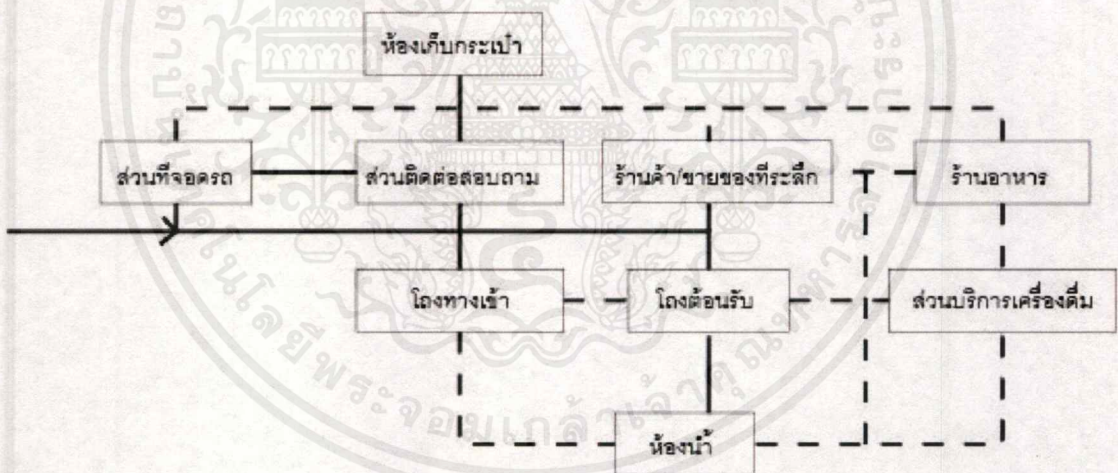 ห้องเก็บกระเป๋า
ส่วนที่จอดรถ
ส่วนติดต่อสอบถาม
ร้านค้า/ขายของที่ระลึก
ร้านอาหาร
โถงทางเข้า
โถงต้อนรับ
ส่วนบริการเครื่องดื่ม
ห้องน้ำ